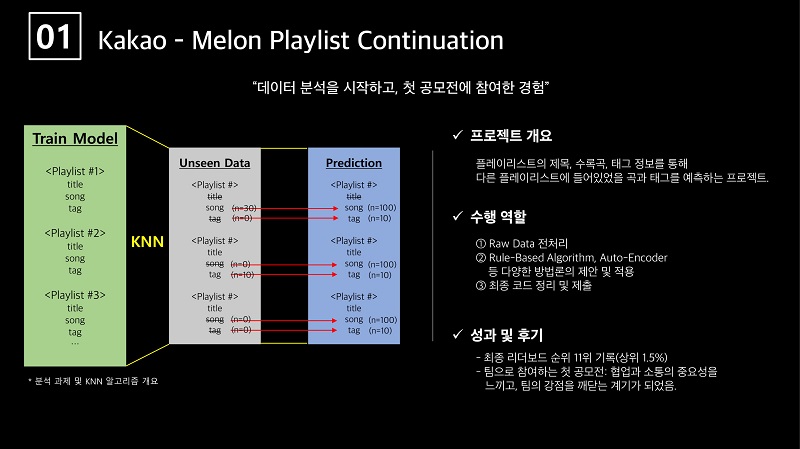 01 Kakao - Melon Playlist Continuation
“데이터 분석을 시작하고, 첫 공모전에 참여한 경험”
Train Model
<Playlist #1>
title
song
tag
<Playlist #2>
title
song
tag
<Playlist #3>
title
song
tag
...
KNN
Unseen Data
<Playlist #>
title
song (n=30)
tag (n=0)
<Playlist #>
title
song (n=0)
tag (n=10)
<Playlist #>
title
song (n=0)
tag (n=0)
Prediction
<Playlist #>
title
song (n=100)
tag (n=10)
<Playlist #>
title
song (n=100)
tag (n=10)
<Playlist #>
title
song (n=100)
tag (n=10)
* 분석 과제 및 KNN 알고리즘 개요
✓ 프로젝트 개요
플레이리스트의 제목, 수록곡, 태그 정보를 통해
다른 플레이리스트에 들어있었을 곡과 태그를 예측하는 프로젝트.
✓ 수행 역할
① Raw Data 전처리
② Rule-Based Algorithm, Auto-Encoder
등 다양한 방법론의 제안 및 적용
③ 최종 코드 정리 및 제출
✓ 성과 및 후기
- 최종 리더보드 순위 11위 기록(상위 1.5%)
- 팀으로 참여하는 첫 공모전: 협업과 소통의 중요성을
느끼고, 팀의 강점을 깨닫는 계기가 되었음.